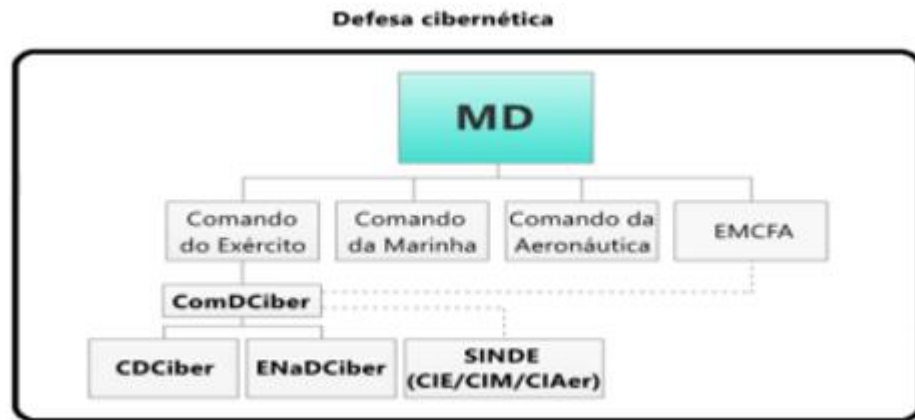 Defesa cibernética
MD
Comando
do Exército
Comando
da Marinha
Comando da
Aeronáutica
EMCFA
ComDCiber
CDCiber
ENaDCiber
SINDE
(CIE/CIM/CIAer)